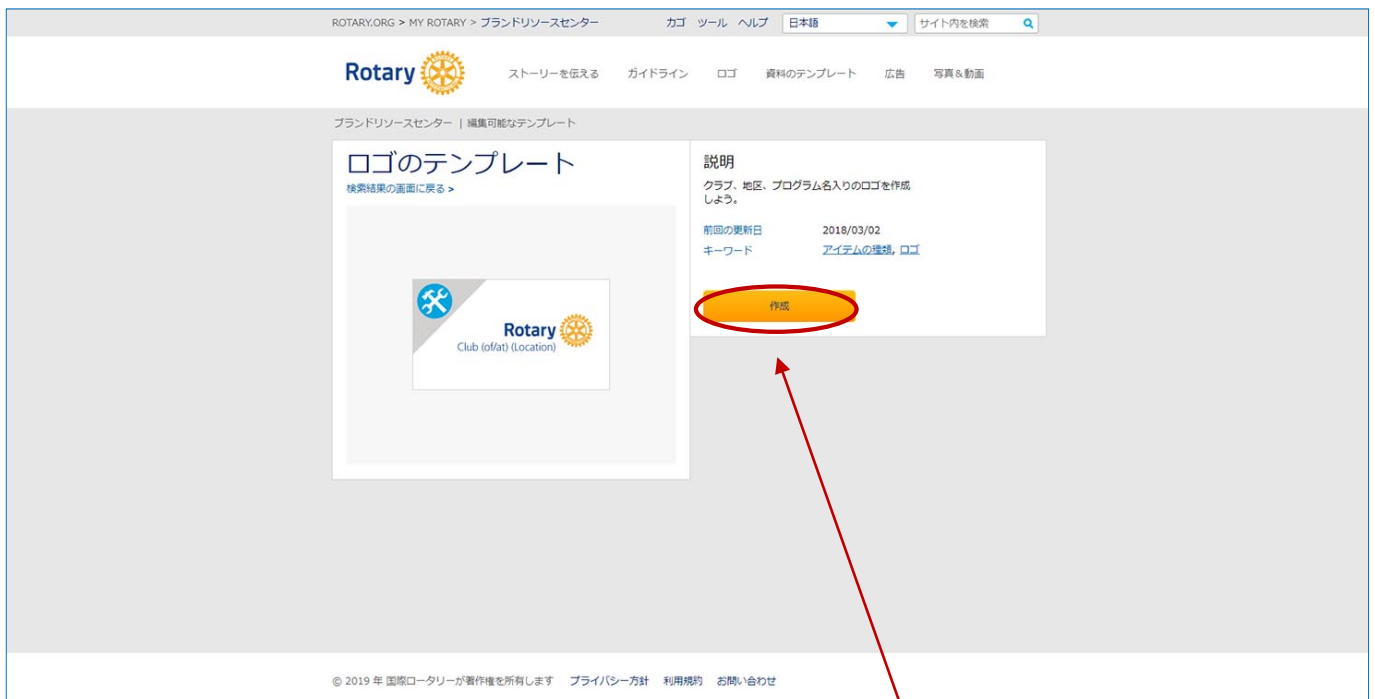 ROTARY.ORG > MY ROTARY > ブランドリソースセンター カゴ ツール ヘルプ 日本語 サイト内を検索
Rotary ストーリーを伝える ガイドライン ロゴ 資料のテンプレート 広告 写真&動画
ブランドリソースセンター | 編集可能なテンプレート
ロゴのテンプレート
検索結果の画面に戻る >
Rotary
Club (of/at) (Location)
説明
クラブ、地区、プログラム名入りのロゴを作成
しよう。
前回の更新日 2018/03/02
キーワード アイテムの種類, ロゴ
作成
© 2019 年 国際ロータリーが著作権を所有します プライバシー方針 利用規約 お問い合わせ